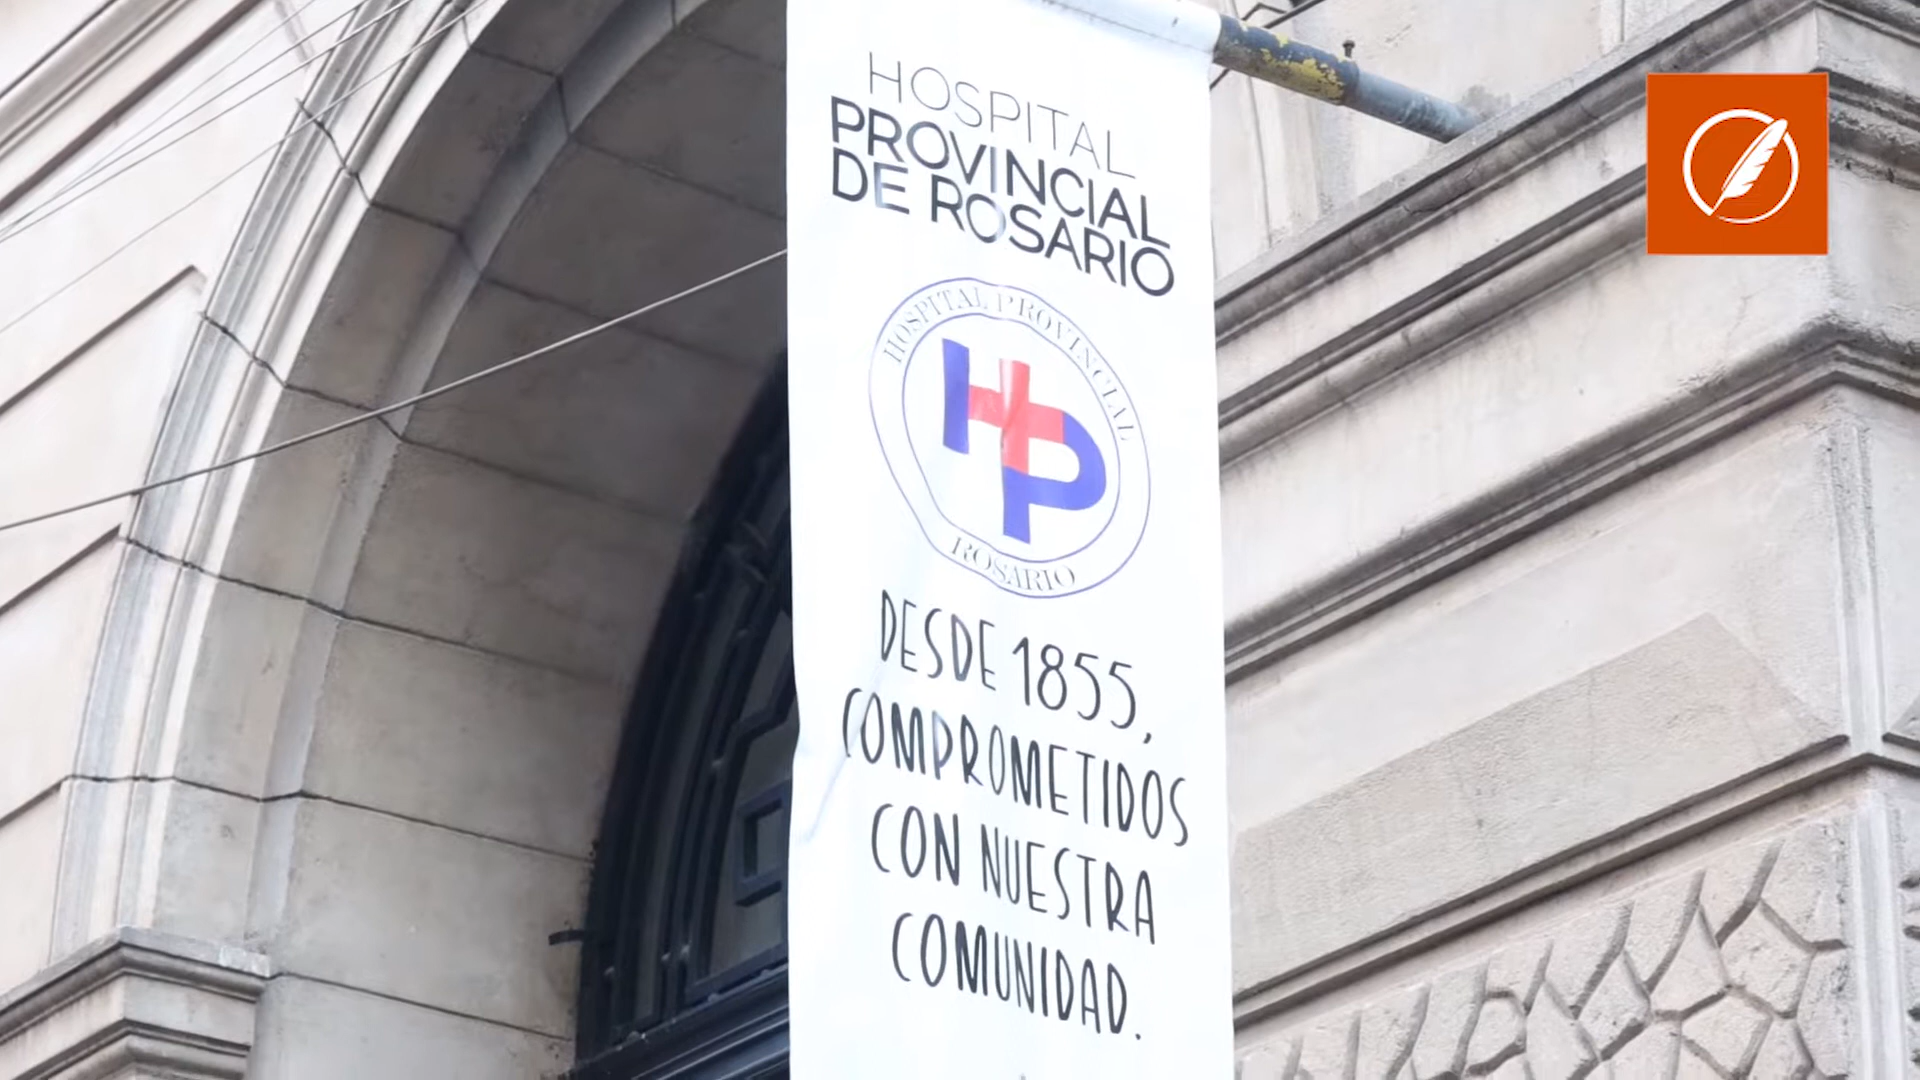 HOSPITAL
PROVINCIAL
DE ROSARIO
HOSPITAL PROVINCIAL
HP
ROSARIO
DESDE 1855,
COMPROMETIDOS
CON NUESTRA
COMUNIDAD.